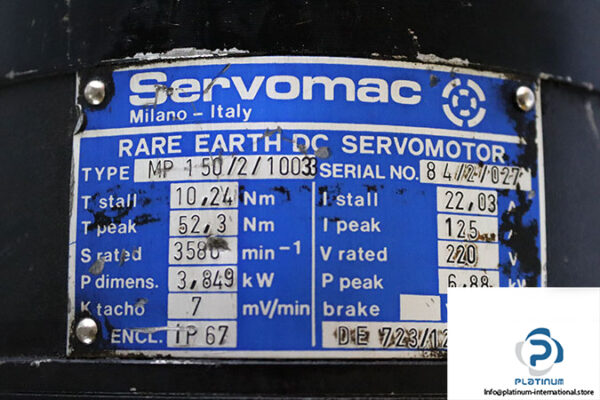 Servomac
Milano - Italy
RARE EARTH DC SERVOMOTOR
TYPE MP 150/2/1003 SERIAL NO. 84/2/027
T stall 10,24 Nm I stall 22,03 A
T peak 52,3 Nm I peak 125
S rated 358 min-1 V rated 220 V
P dimens. 3,849 kW P peak 6,88 kW
K tacho 7 mV/min brake
ENCL. IP 67 DE 723/12
PLATINUM
Info@platinum-international.store